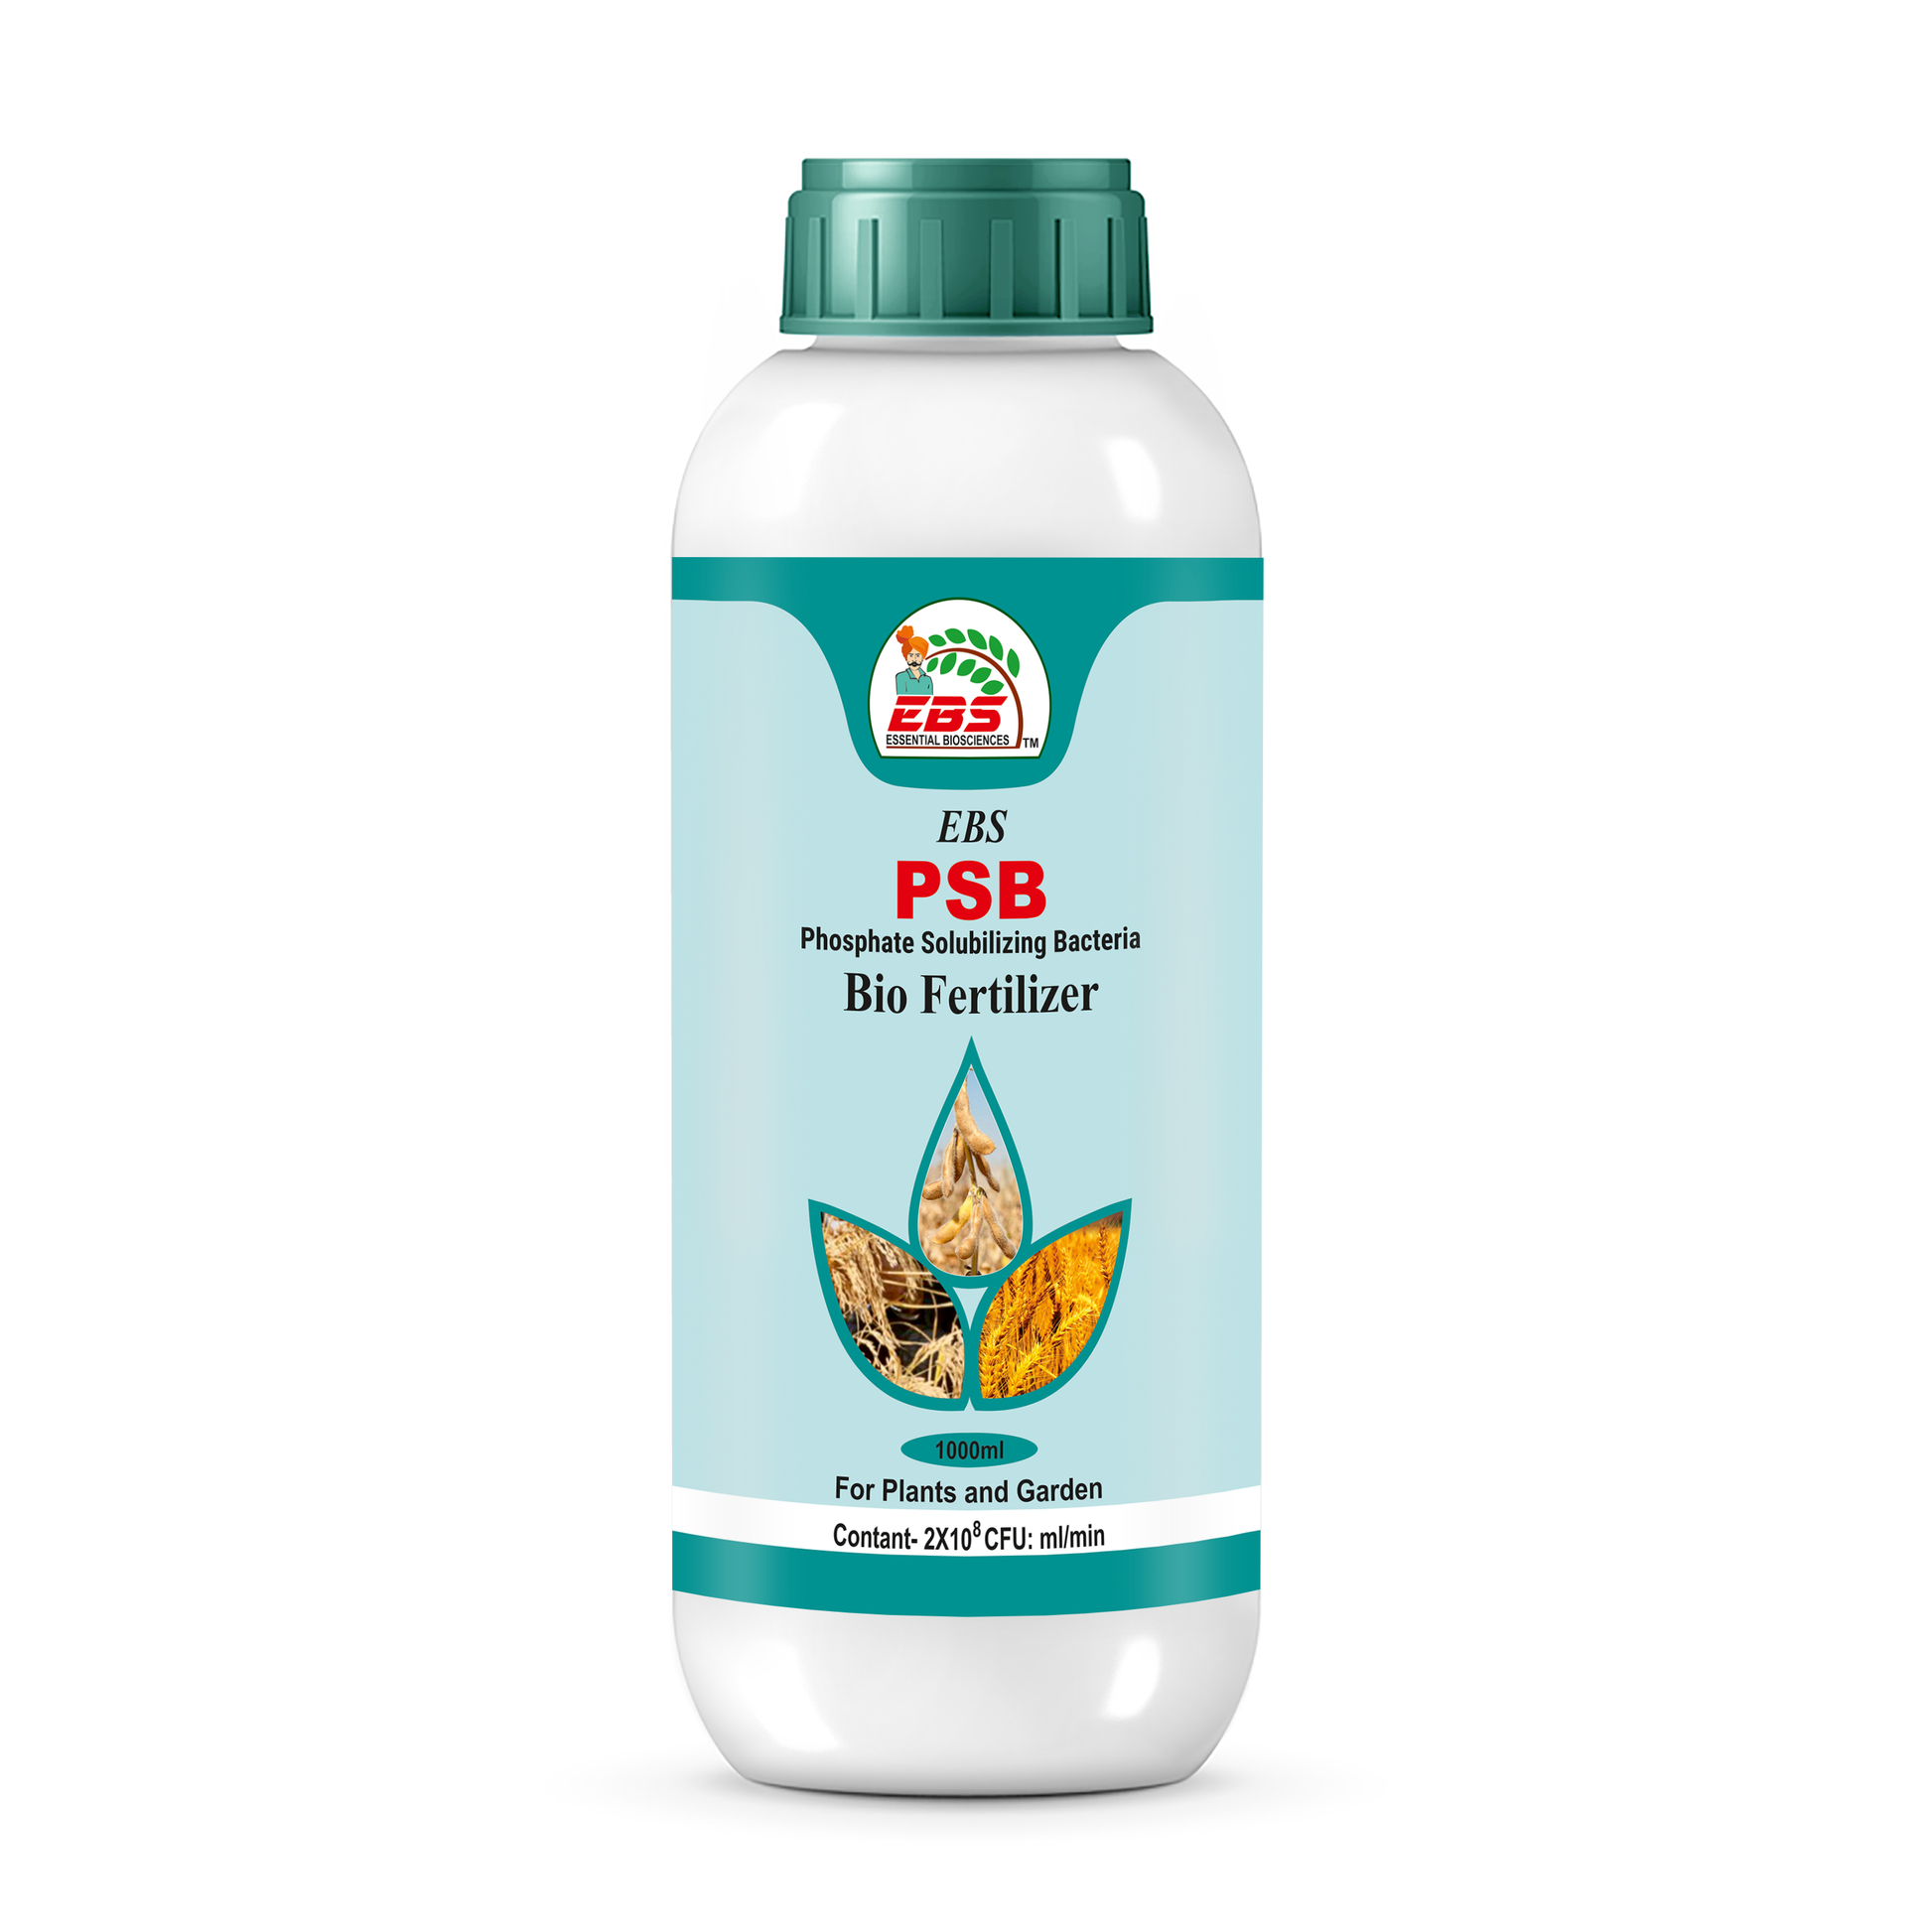 EBS
ESSENTIAL BIOSCIENCES TM
EBS
PSB
Phosphate Solubilizing Bacteria
Bio Fertilizer
1000ml
For Plants and Garden
Contant- 2X10⁸ CFU: ml/min